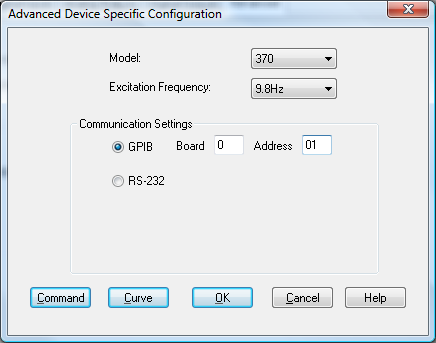 Advanced Device Specific Configuration
Model: 370
Excitation Frequency: 9.8Hz
Communication Settings
GPIB Board 0 Address 01
RS-232
Command Curve OK Cancel Help